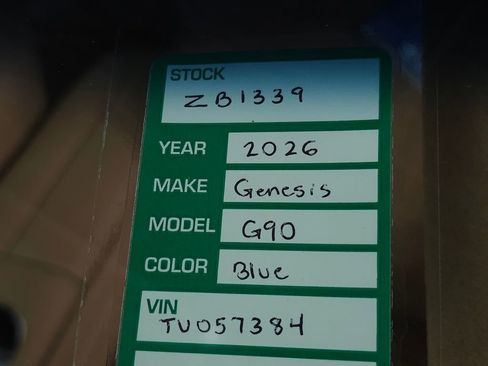 STOCK
ZB1339
YEAR 2026
MAKE Genesis
MODEL G90
COLOR Blue
VIN
TU057384